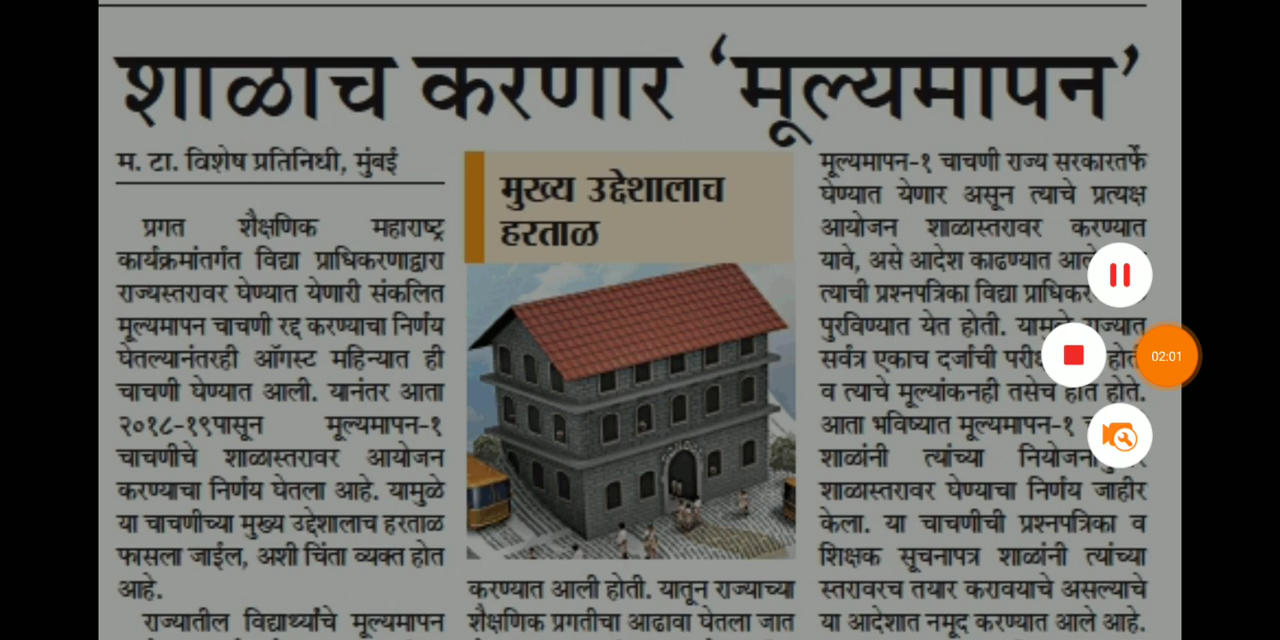 शाळाच करणार ‘मूल्यमापन’
म. टा. विशेष प्रतिनिधी, मुंबई
प्रगत शैक्षणिक महाराष्ट्र
कार्यक्रमांतर्गत विद्या प्राधिकरणाद्वारा
राज्यस्तरावर घेण्यात येणारी संकलित
मूल्यमापन चाचणी रद्द करण्याचा निर्णय
घेतल्यानंतरही ऑगस्ट महिन्यात ही
चाचणी घेण्यात आली. यानंतर आता
२०१८-१९पासून मूल्यमापन-१
चाचणीचे शाळास्तरावर आयोजन
करण्याचा निर्णय घेतला आहे. यामुळे
या चाचणीच्या मुख्य उद्देशालाच हरताळ
फासला जाईल, अशी चिंता व्यक्त होत
आहे.
राज्यातील विद्यार्थ्यांचे मूल्यमापन
मुख्य उद्देशालाच
हरताळ
करण्यात आली होती. यातून राज्याच्या
शैक्षणिक प्रगतीचा आढावा घेतला जात
मूल्यमापन-१ चाचणी राज्य सरकारतर्फे
घेण्यात येणार असून त्याचे प्रत्यक्ष
आयोजन शाळास्तरावर करण्यात
यावे, असे आदेश काढण्यात
त्याची प्रश्नपत्रिका विद्या
पुरविण्यात येत होती. यामुळे राज्यात
सर्वत्र एकाच दर्जाची
व त्याचे मूल्यांकनही तसेच होत होते.
आता भविष्यात मूल्यमापन-१
शाळांनी त्यांच्या
शाळास्तरावर घेण्याचा निर्णय जाहीर
केला. या चाचणीची प्रश्नपत्रिका व
शिक्षक सूचनापत्र शाळांनी त्यांच्या
स्तरावरच तयार करावयाचे असल्याचे
या आदेशात नमूद करण्यात आले आहे.
02:01